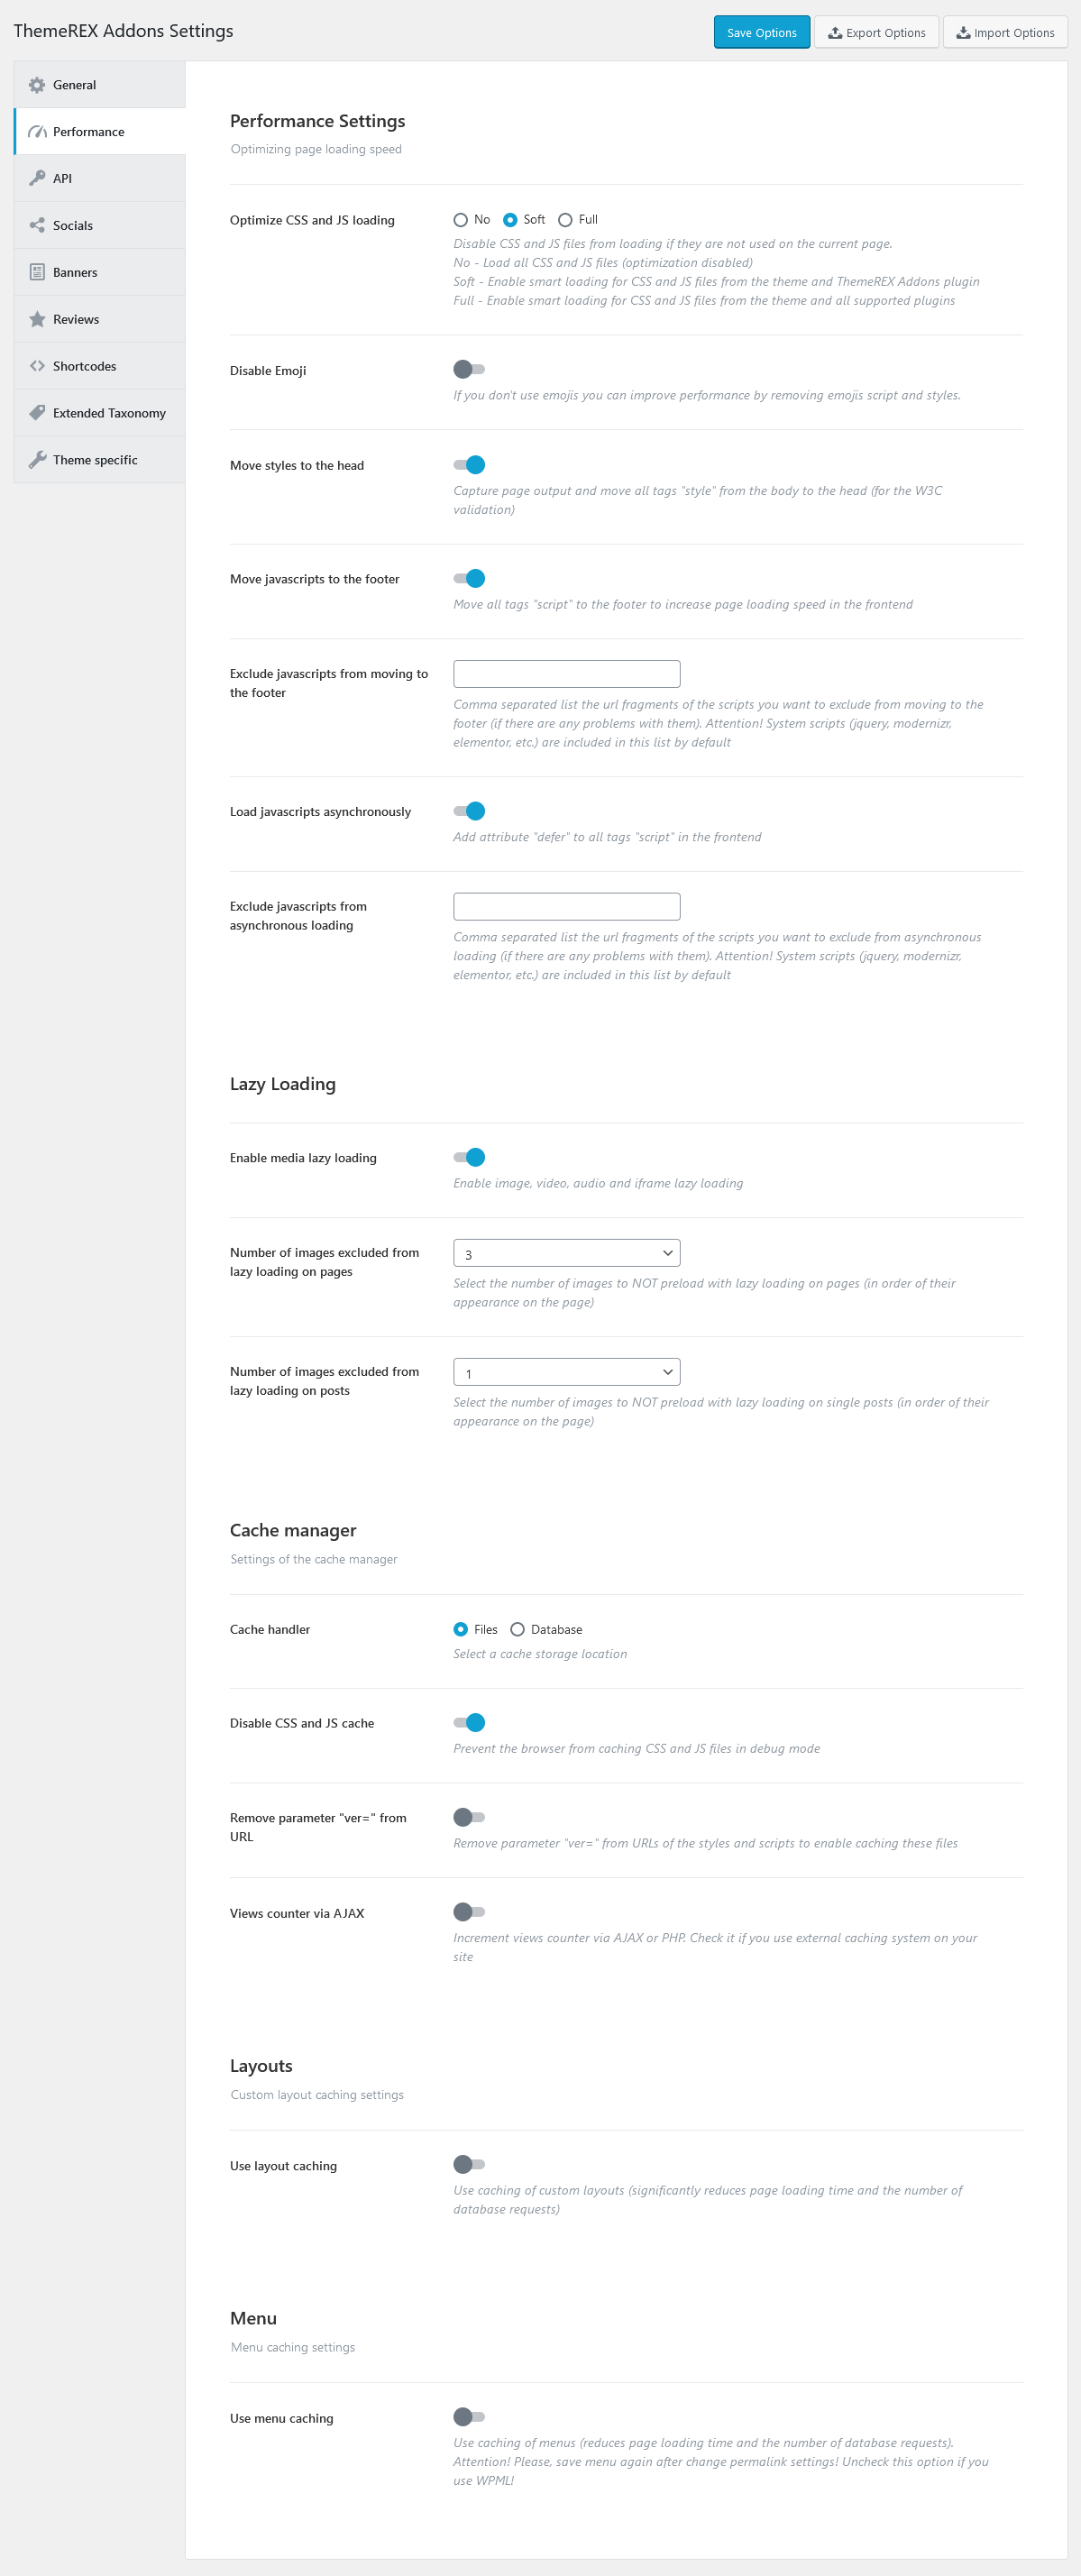 ThemeREX Addons Settings
Save Options
Export Options
Import Options
General
Performance
API
Socials
Banners
Reviews
Shortcodes
Extended Taxonomy
Theme specific
Performance Settings
Optimizing page loading speed
Optimize CSS and JS loading
No
Soft
Full
Disable CSS and JS files from loading if they are not used on the current page.
No - Load all CSS and JS files (optimization disabled)
Soft - Enable smart loading for CSS and JS files from the theme and ThemeREX Addons plugin
Full - Enable smart loading for CSS and JS files from the theme and all supported plugins
Disable Emoji
If you don't use emojis you can improve performance by removing emojis script and styles.
Move styles to the head
Capture page output and move all tags "style" from the body to the head (for the W3C
validation)
Move javascripts to the footer
Move all tags "script" to the footer to increase page loading speed in the frontend
Exclude javascripts from moving to
the footer
Comma separated list the url fragments of the scripts you want to exclude from moving to the
footer (if there are any problems with them). Attention! System scripts (jquery, modernizr,
elementor, etc.) are included in this list by default
Load javascripts asynchronously
Add attribute "defer" to all tags "script" in the frontend
Exclude javascripts from
asynchronous loading
Comma separated list the url fragments of the scripts you want to exclude from asynchronous
loading (if there are any problems with them). Attention! System scripts (jquery, modernizr,
elementor, etc.) are included in this list by default
Lazy Loading
Enable media lazy loading
Enable image, video, audio and iframe lazy loading
Number of images excluded from
lazy loading on pages
3
Select the number of images to NOT preload with lazy loading on pages (in order of their
appearance on the page)
Number of images excluded from
lazy loading on posts
1
Select the number of images to NOT preload with lazy loading on single posts (in order of their
appearance on the page)
Cache manager
Settings of the cache manager
Cache handler
Files
Database
Select a cache storage location
Disable CSS and JS cache
Prevent the browser from caching CSS and JS files in debug mode
Remove parameter "ver=" from
URL
Remove parameter "ver=" from URLs of the styles and scripts to enable caching these files
Views counter via AJAX
Increment views counter via AJAX or PHP. Check it if you use external caching system on your
site
Layouts
Custom layout caching settings
Use layout caching
Use caching of custom layouts (significantly reduces page loading time and the number of
database requests)
Menu
Menu caching settings
Use menu caching
Use caching of menus (reduces page loading time and the number of database requests).
Attention! Please, save menu again after change permalink settings! Uncheck this option if you
use WPML!